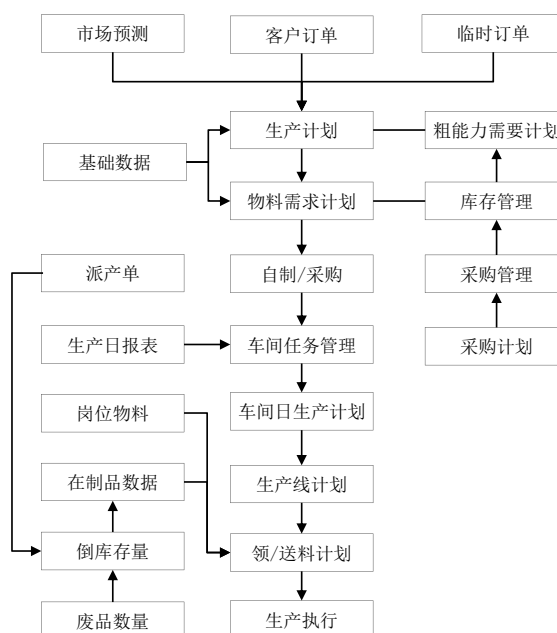 市场预测
客户订单
临时订单
生产计划
粗能力需要计划
基础数据
物料需求计划
库存管理
派产单
自制/采购
采购管理
生产日报表
车间任务管理
采购计划
岗位物料
车间日生产计划
在制品数据
生产线计划
倒库存量
领/送料计划
废品数量
生产执行